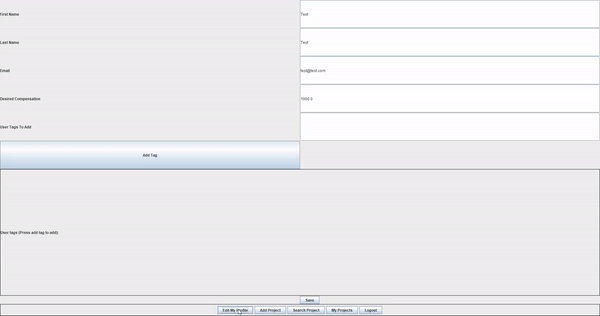 First Name
Test
Last Name
Test
Email
test@test.com
Desired Compensation
1000.0
User Tags To Add
Add Tag
User tags (Press add tag to add)
Save
Edit My Profile Add Project Search Project My Projects Logout